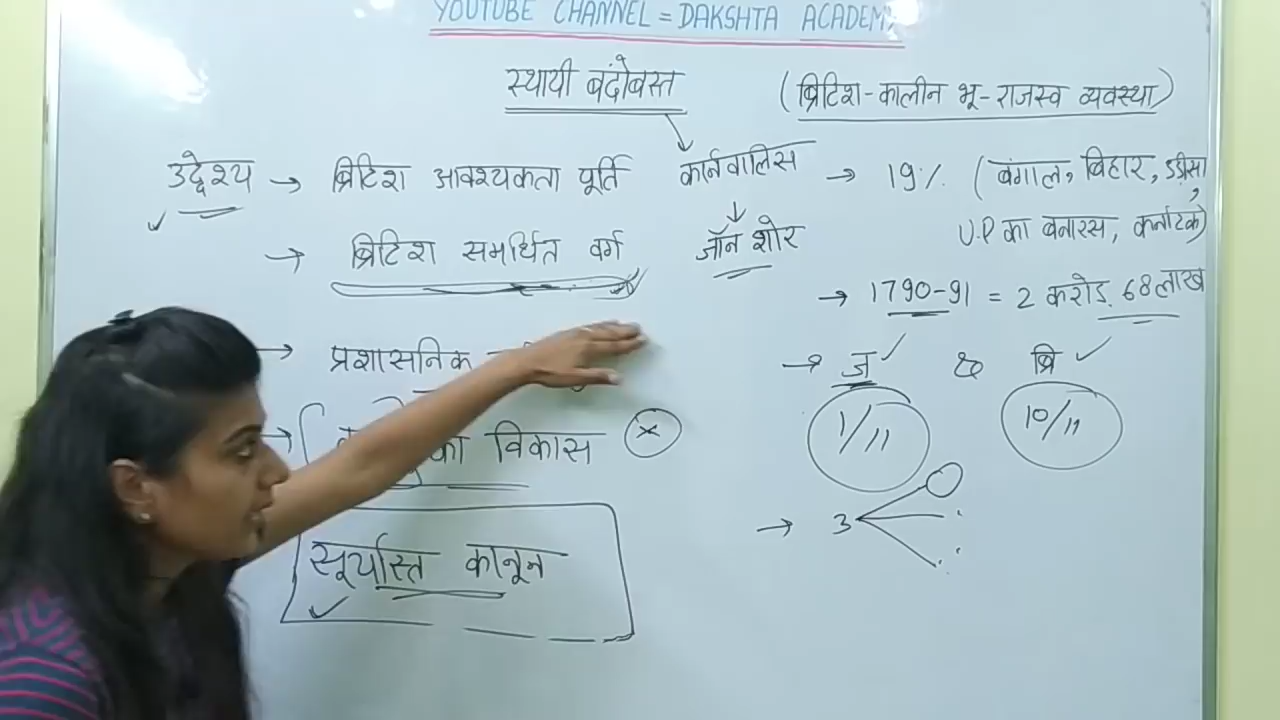 YOUTUBE CHANNEL = DAKSHTA ACADEMY
स्थायी बंदोबस्त (ब्रिटिश-कालीन भू-राजस्व व्यवस्था)
उद्देश्य → ब्रिटिश आवश्यकता पूर्ति कार्नवालिस → 19% (बंगाल, बिहार, उड़ीसा,
U.P का बनारस, कर्नाटक)
→ ब्रिटिश समर्थित वर्ग जॉन शोर
→ 1790-91 = 2 करोड़. 68 लाख
→ प्रशासनिक
→ ज ✓ & ब्रि ✓
1/11 10/11
→ का विकास ×
→ 3
सूर्यास्त कानून